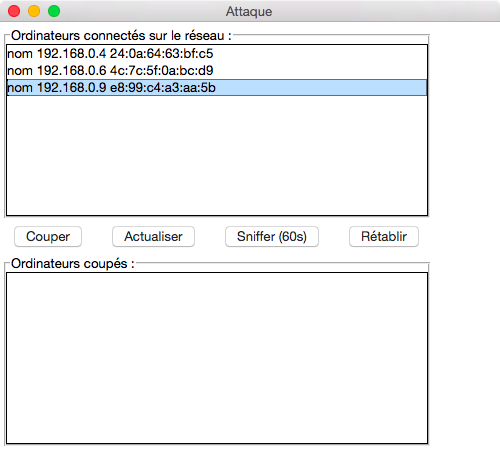 Attaque
Ordinateurs connectés sur le réseau :
nom 192.168.0.4 24:0a:64:63:bf:c5
nom 192.168.0.6 4c:7c:5f:0a:bc:d9
nom 192.168.0.9 e8:99:c4:a3:aa:5b
Couper Actualiser Sniffer (60s) Rétablir
Ordinateurs coupés :